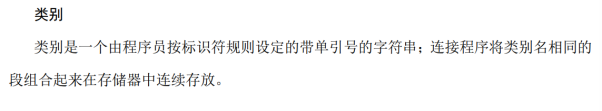 类别
类别是一个由程序员按标识符规则设定的带单引号的字符串；连接程序将类别名相同的
段组合起来在存储器中连续存放。